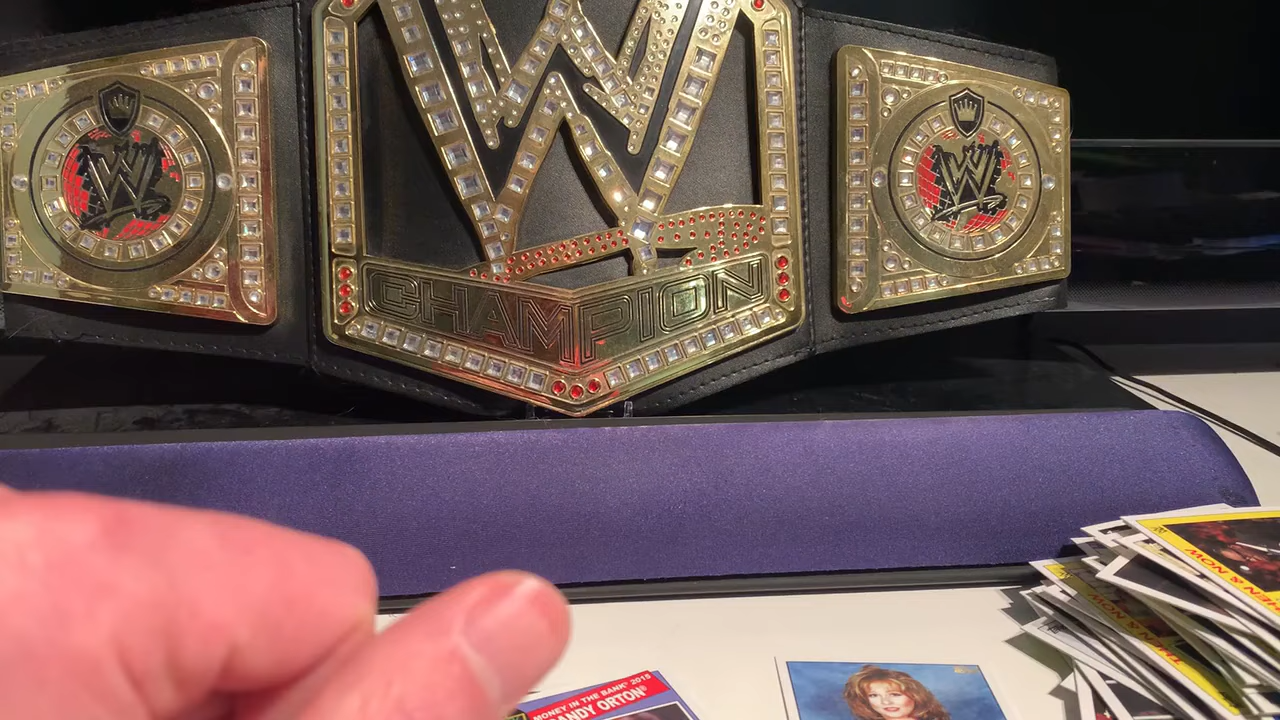 W
W
W
CHAMPION
THEN & NOW
THEN & NOW
MONEY IN THE BANK 2015
RANDY ORTON